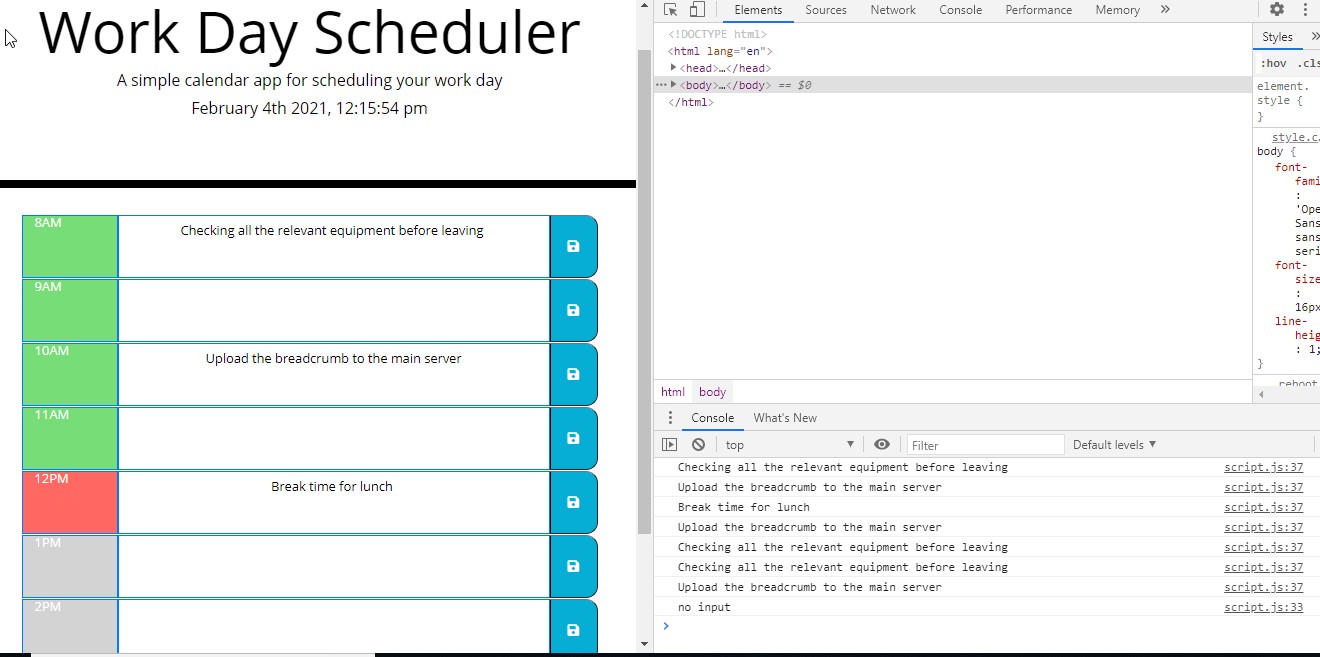 Work Day Scheduler
A simple calendar app for scheduling your work day
February 4th 2021, 12:15:54 pm
8AM
Checking all the relevant equipment before leaving
9AM
10AM
Upload the breadcrumb to the main server
11AM
12PM
Break time for lunch
1PM
2PM
Elements Sources Network Console Performance Memory »
<!DOCTYPE html>
<html lang="en">
<head>…</head>
<body>…</body> == $0
</html>
html body
Styles »
:hov .cls
element.
style {
}
style.c
body {
font-
fami
:
'Ope
Sans
sans
seri
font-
size
:
16px
line-
heig
: 1;
}
reboot
Console What's New
top Filter Default levels
Checking all the relevant equipment before leaving script.js:37
Upload the breadcrumb to the main server script.js:37
Break time for lunch script.js:37
Upload the breadcrumb to the main server script.js:37
Checking all the relevant equipment before leaving script.js:37
Checking all the relevant equipment before leaving script.js:37
Upload the breadcrumb to the main server script.js:37
no input script.js:33